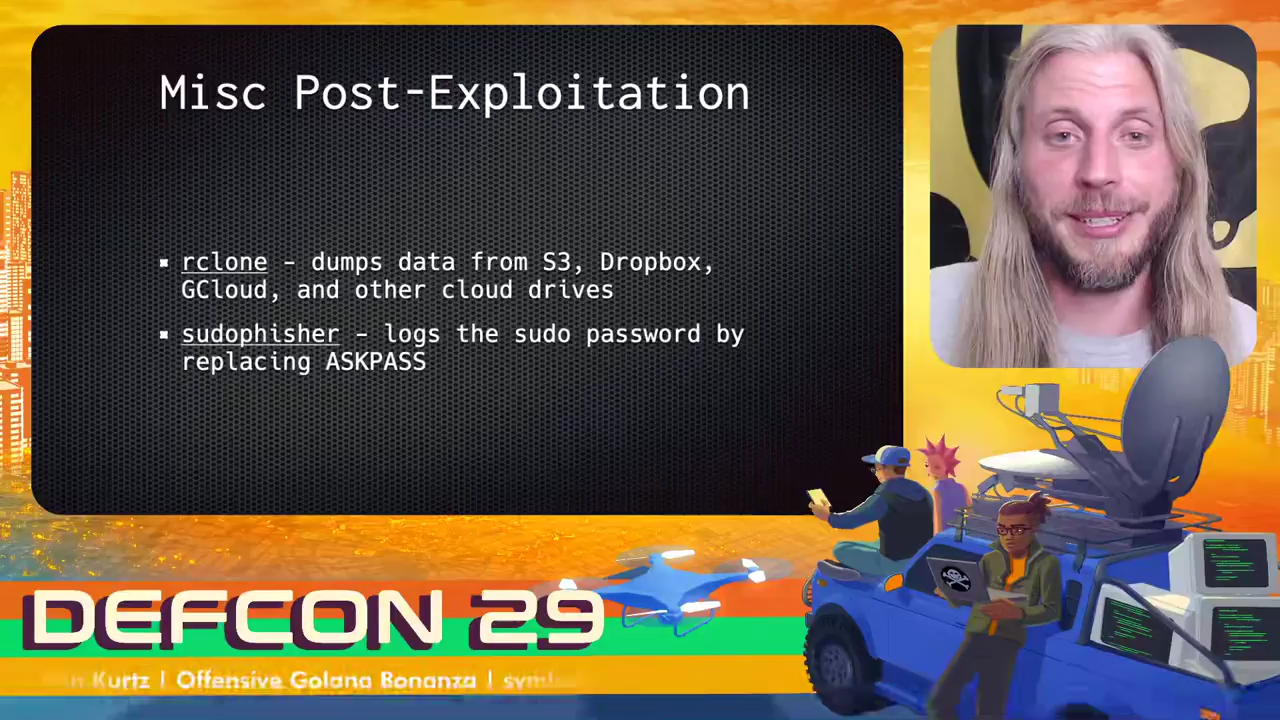 Misc Post-Exploitation
▪ rclone – dumps data from S3, Dropbox,
GCloud, and other cloud drives
▪ sudophisher – logs the sudo password by
replacing ASKPASS
DEFCON 29
Kurtz | Offensive Golang Bonanza |